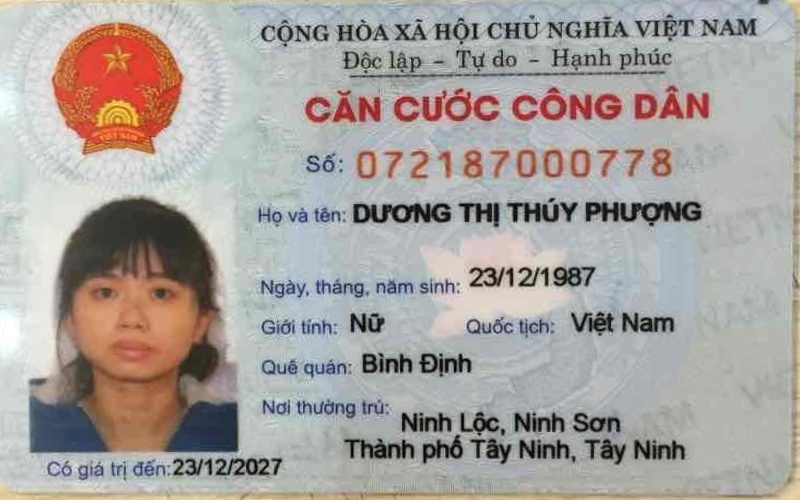 CỘNG HÒA XÃ HỘI CHỦ NGHĨA VIỆT NAM
Độc lập – Tự do – Hạnh phúc
CĂN CƯỚC CÔNG DÂN
Số: 072187000778
Họ và tên: DƯƠNG THỊ THÚY PHƯỢNG
Ngày, tháng, năm sinh: 23/12/1987
Giới tính: Nữ Quốc tịch: Việt Nam
Quê quán: Bình Định
Nơi thường trú: Ninh Lộc, Ninh Sơn
Thành phố Tây Ninh, Tây Ninh
Có giá trị đến: 23/12/2027